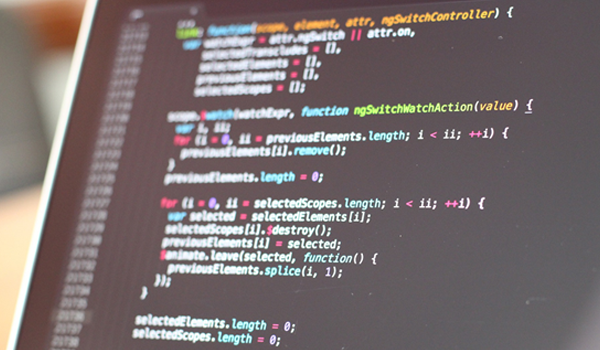 link: function(scope, element, attr, ngSwitchController) {
var watchExpr = attr.ngSwitch || attr.on,
selectedTranscludes = [],
selectedElements = [],
previousElements = [],
selectedScopes = [];
scope.$watch(watchExpr, function ngSwitchWatchAction(value) {
var i, ii;
for (i = 0, ii = previousElements.length; i < ii; ++i) {
previousElements[i].remove();
}
previousElements.length = 0;
for (i = 0, ii = selectedScopes.length; i < ii; ++i) {
var selected = selectedElements[i];
selectedScopes[i].$destroy();
previousElements[i] = selected;
$animate.leave(selected, function() {
previousElements.splice(i, 1);
});
}
selectedElements.length = 0;
selectedScopes.length = 0;